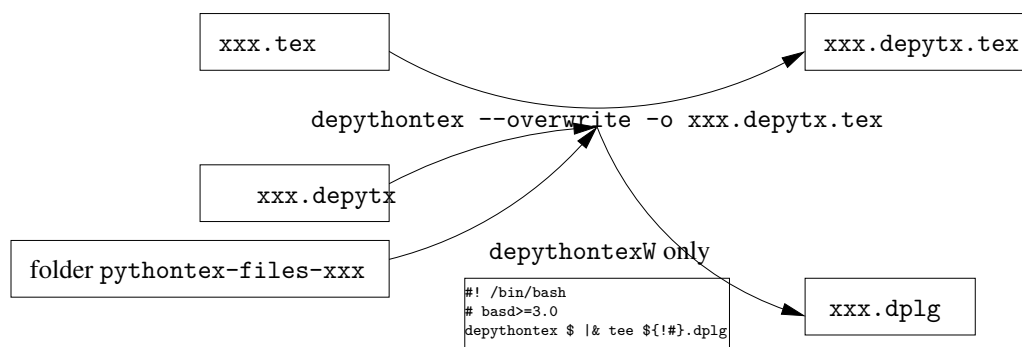 xxx.tex
xxx.depytx.tex
depythontex --overwrite -o xxx.depytx.tex
xxx.depytx
depythontexW only
folder pythontex-files-xxx
#! /bin/bash
# basd>=3.0
depythontex $ |& tee ${!#}.dplg
xxx.dplg